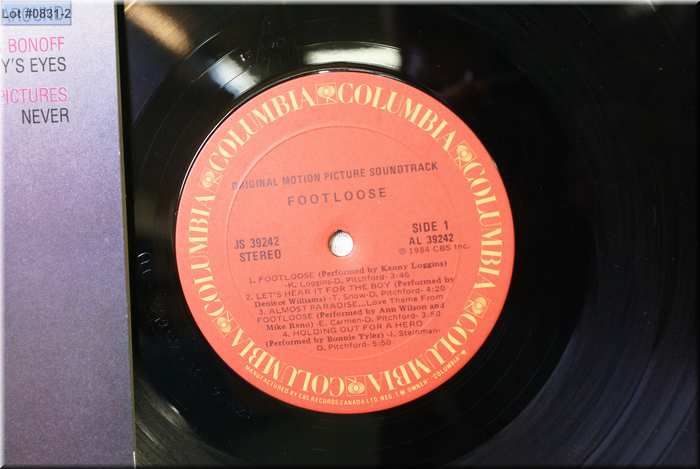 ROUND
Lot #0831-2
BONOFF
Y'S EYES
PICTURES
NEVER
COLUMBIA COLUMBIA COLUMBIA COLUMBIA COLUMBIA COLUMBIA
ORIGINAL MOTION PICTURE SOUNDTRACK
FOOTLOOSE
JS 39242
STEREO
SIDE 1
AL 39242
℗ 1984 CBS Inc.
1. FOOTLOOSE (Performed by Kenny Loggins)
-K. Loggins-D. Pitchford- 3:46
2. LET'S HEAR IT FOR THE BOY (Performed by
Deniece Williams) -T. Snow-D. Pitchford- 4:20
3. ALMOST PARADISE...Love Theme From
FOOTLOOSE (Performed by Ann Wilson and
Mike Reno) -E. Carmen-D. Pitchford- 3:50
4. HOLDING OUT FOR A HERO
(Performed by Bonnie Tyler) -J. Steinman-
D. Pitchford- 5:50
MANUFACTURED BY CBS RECORDS CANADA LTD. REG.
OWNER